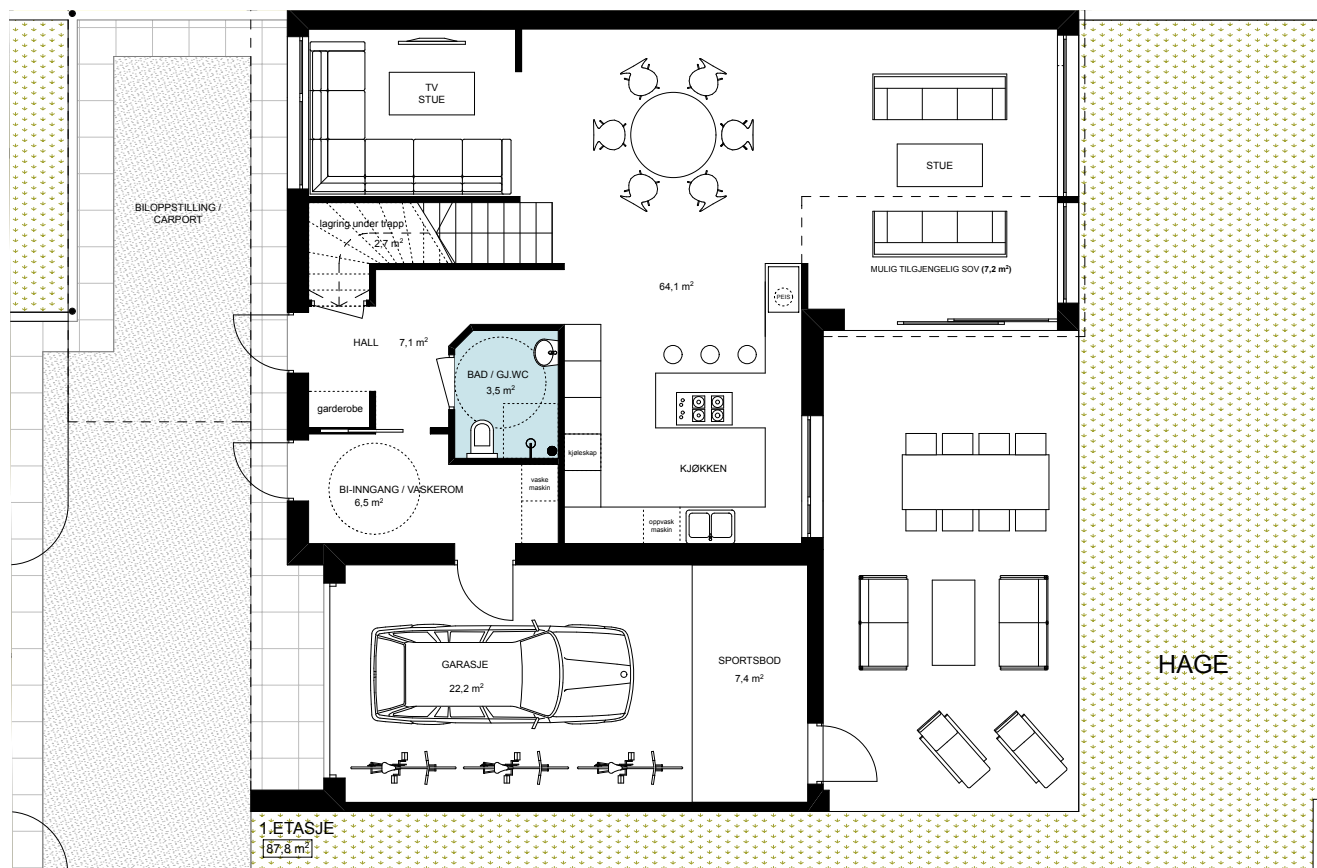 TV
STUE
STUE
BILOPPSTILLING /
CARPORT
lagring under trapp
2,7 m²
MULIG TILGJENGELIG SOV (7,2 m²)
64,1 m²
PEIS
HALL 7,1 m²
BAD / GJ.WC
3,5 m²
garderobe
kjøleskap
KJØKKEN
BI-INNGANG / VASKEROM
6,5 m²
vaske
maskin
oppvask
maskin
GARASJE
22,2 m²
SPORTSBOD
7,4 m²
HAGE
1.ETASJE
87,8 m²